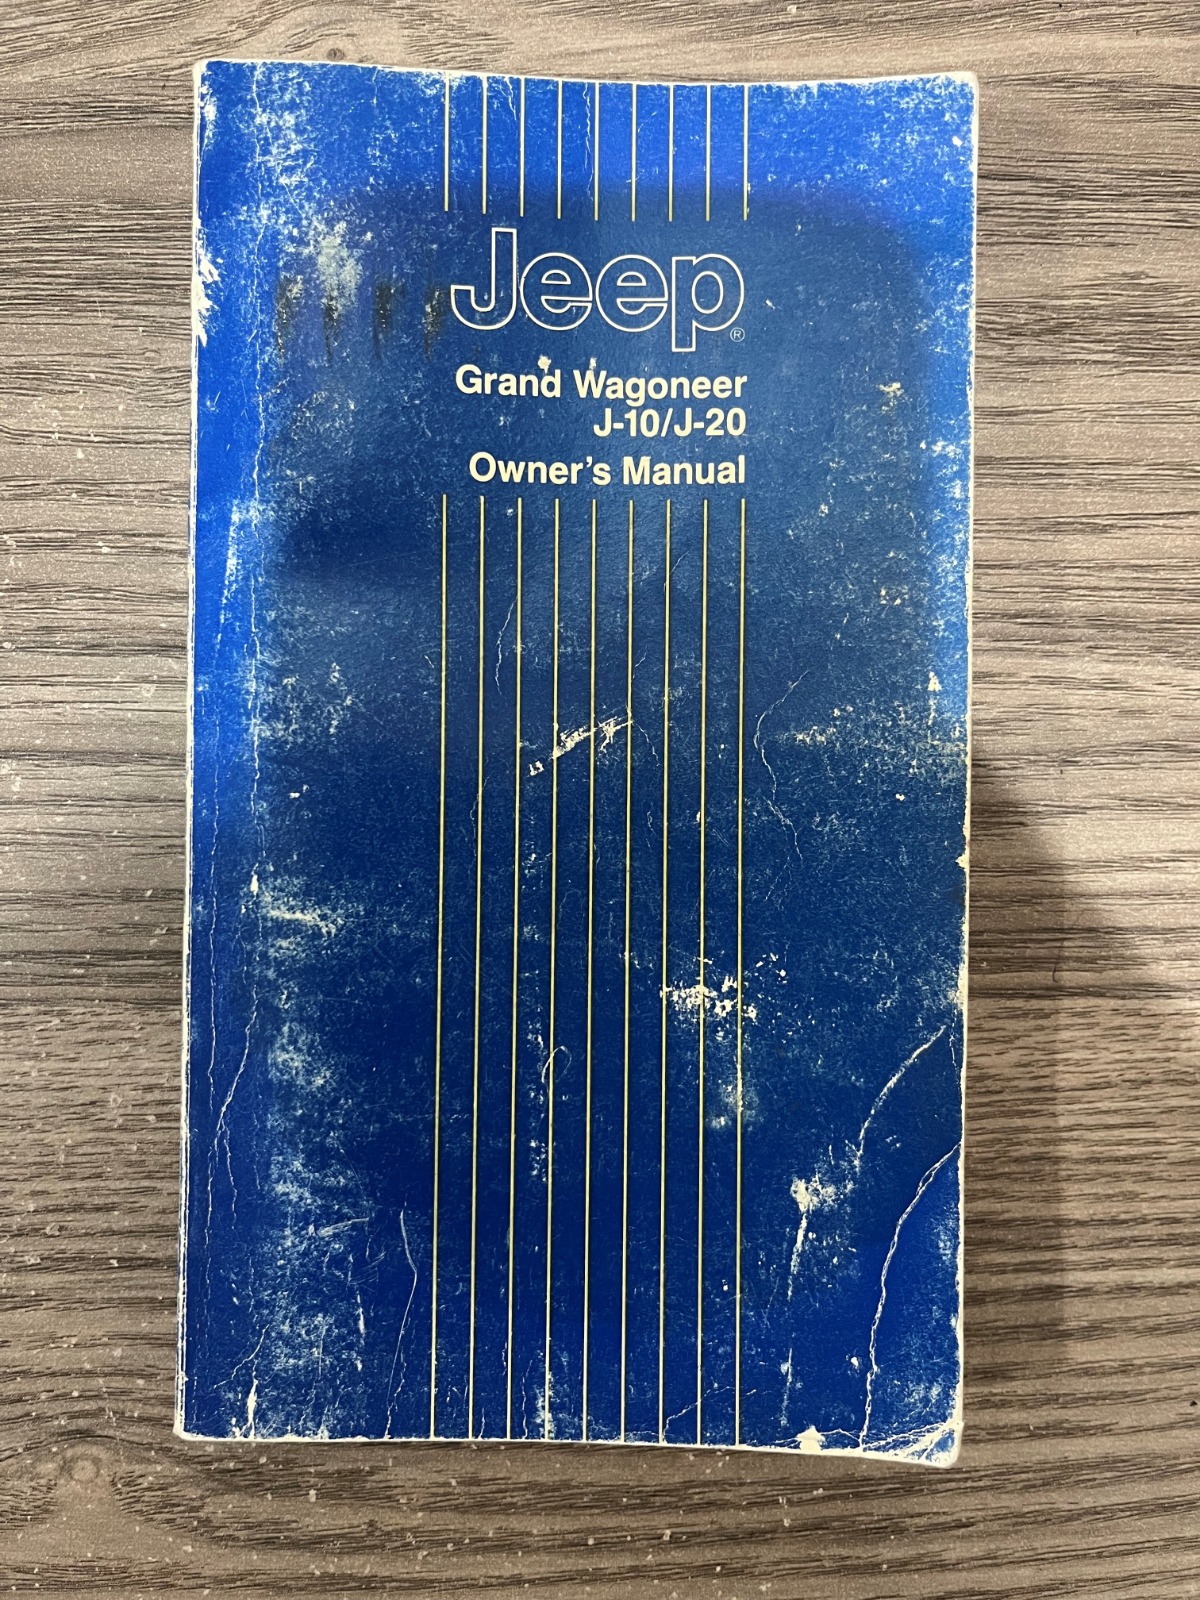 Jeep®
Grand Wagoneer
J-10/J-20
Owner's Manual